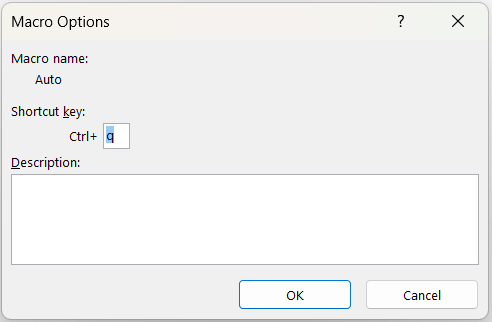 Macro Options ?
Macro name:
Auto
Shortcut key:
Ctrl+ q
Description:
OK Cancel